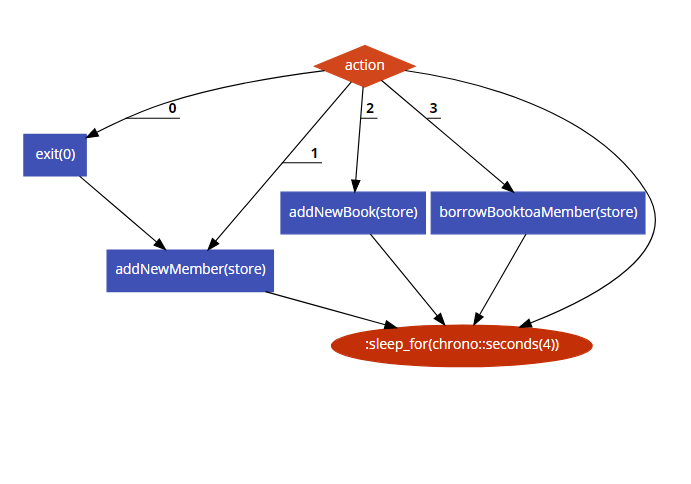 action
0
2
3
1
exit(0)
addNewBook(store)
borrowBooktoaMember(store)
addNewMember(store)
:sleep_for(chrono::seconds(4))